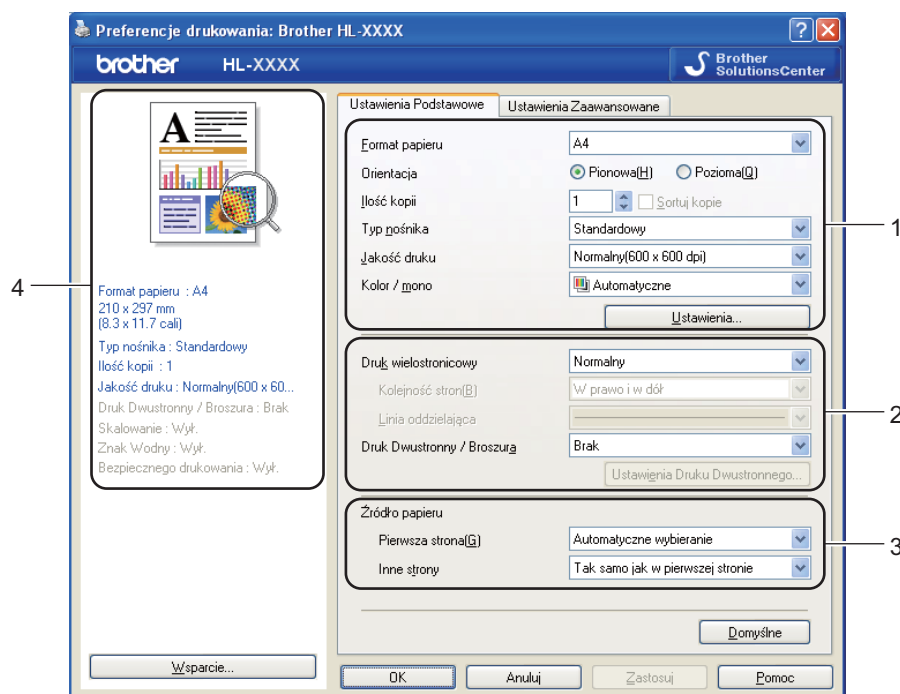 Preferencje drukowania: Brother HL-XXXX
brother HL-XXXX
Brother
SolutionsCenter
A
Format papieru : A4
210 x 297 mm
(8.3 x 11.7 cali)
Typ nośnika : Standardowy
Ilość kopii : 1
Jakość druku : Normalny(600 x 60...
Druk Dwustronny / Broszura : Brak
Skalowanie : Wył.
Znak Wodny : Wył.
Bezpiecznego drukowania : Wył.
Wsparcie...
4
Ustawienia Podstawowe Ustawienia Zaawansowane
Format papieru A4
Orientacja Pionowa(H) Pozioma(Q)
Ilość kopii 1 Sortuj kopie
Typ nośnika Standardowy
Jakość druku Normalny(600 x 600 dpi)
Kolor / mono Automatyczne
Ustawienia...
1
Druk wielostronicowy Normalny
Kolejność stron(B) W prawo i w dół
Linia oddzielająca
Druk Dwustronny / Broszura Brak
Ustawienia Druku Dwustronnego...
2
Źródło papieru
Pierwsza strona(G) Automatyczne wybieranie
Inne strony Tak samo jak w pierwszej stronie
3
Domyślne
OK Anuluj Zastosuj Pomoc